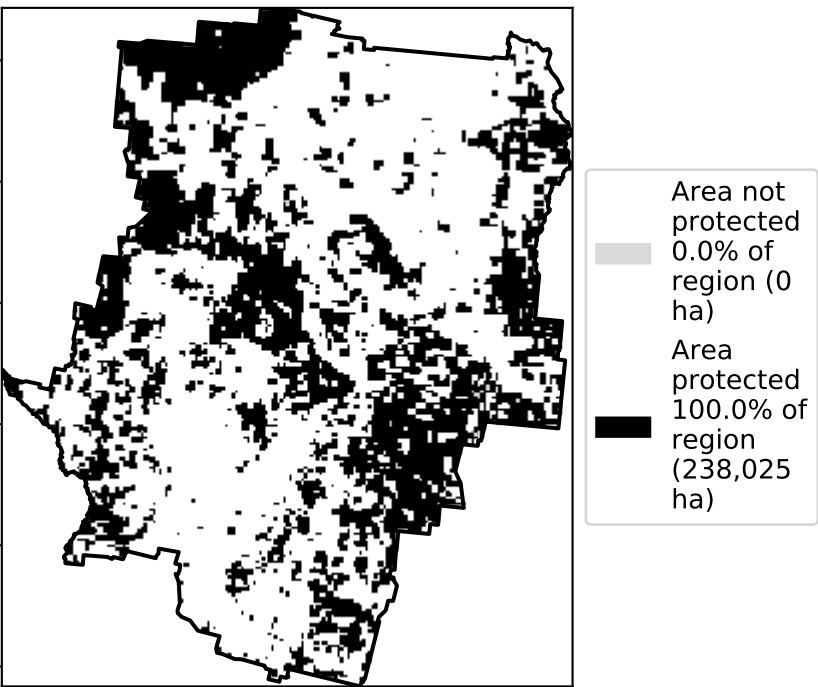 Area not
protected
0.0% of
region (0
ha)
Area
protected
100.0% of
region
(238,025
ha)